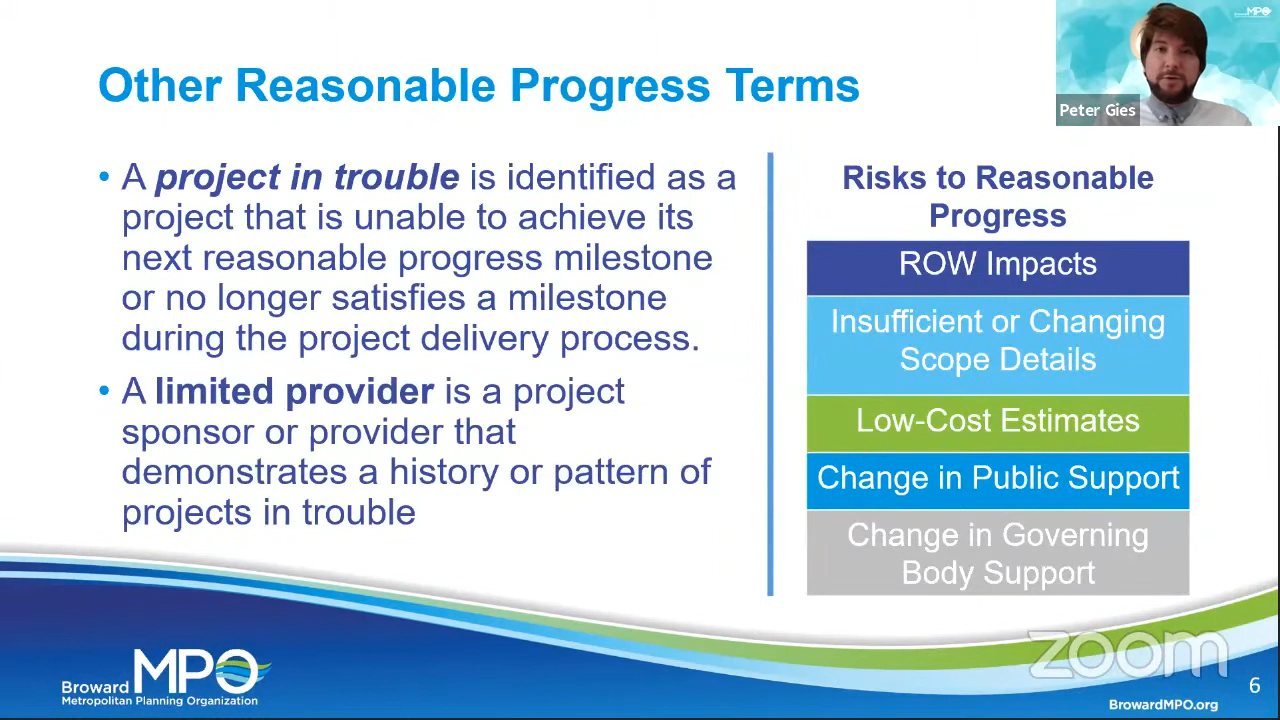 MPO
Peter Gies
Other Reasonable Progress Terms
• A project in trouble is identified as a
project that is unable to achieve its
next reasonable progress milestone
or no longer satisfies a milestone
during the project delivery process.
• A limited provider is a project
sponsor or provider that
demonstrates a history or pattern of
projects in trouble
Risks to Reasonable
Progress
ROW Impacts
Insufficient or Changing
Scope Details
Low-Cost Estimates
Change in Public Support
Change in Governing
Body Support
zoom
Broward MPO
Metropolitan Planning Organization
6
BrowardMPO.org